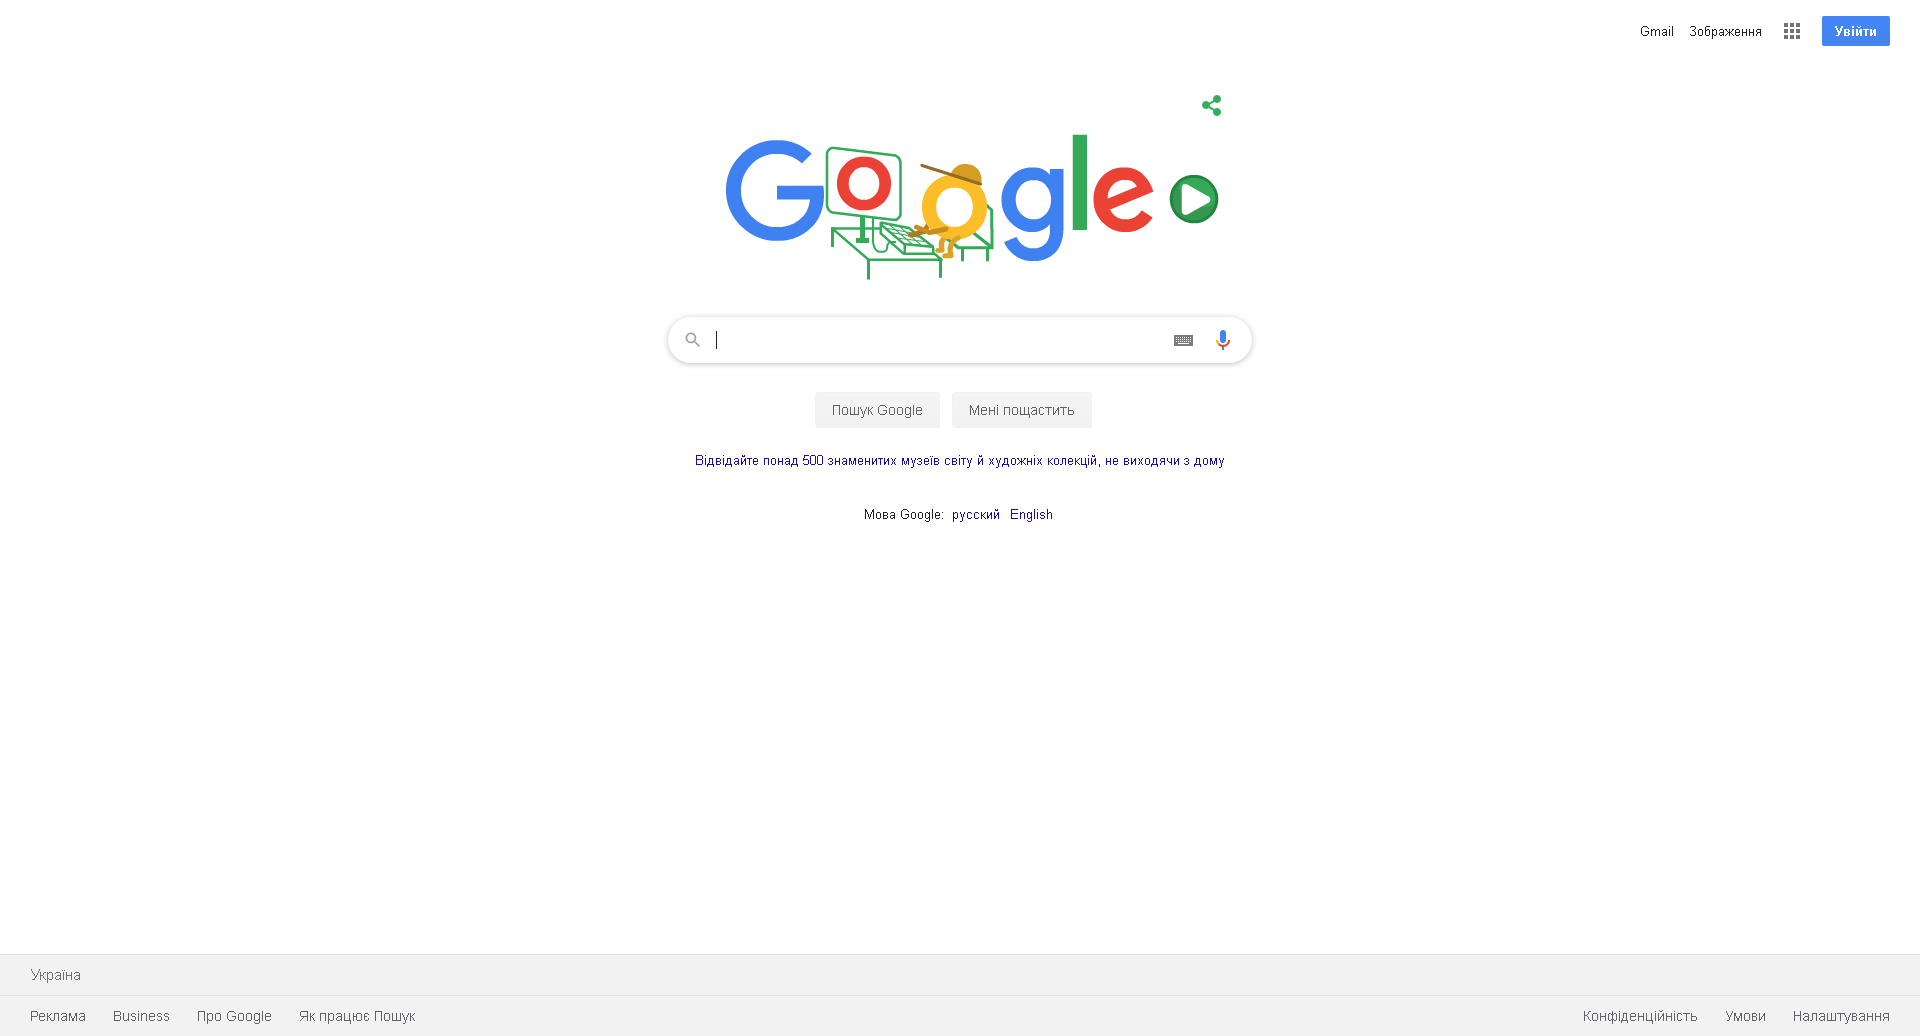 Gmail Зображення Увійти
Google
Пошук Google Мені пощастить
Відвідайте понад 500 знаменитих музеїв світу й художніх колекцій, не виходячи з дому
Мова Google: русский English
Україна
Реклама Business Про Google Як працює Пошук Конфіденційність Умови Налаштування